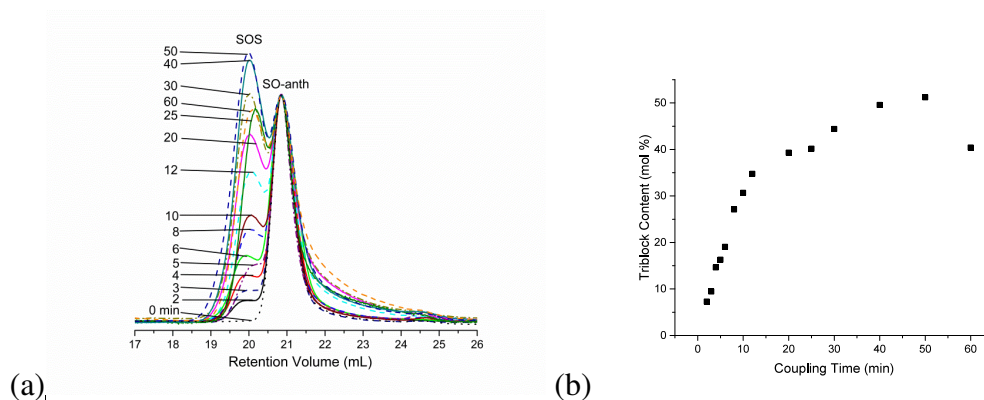 SOS
50
40
SO-anth
30
60
25
20
12
10
8
6
5
4
3
0 min
2
17 18 19 20 21 22 23 24 25 26
Retention Volume (mL)
(a)
50
40
30
20
10
0
Triblock Content (mol %)
0 10 20 30 40 50 60
Coupling Time (min)
(b)